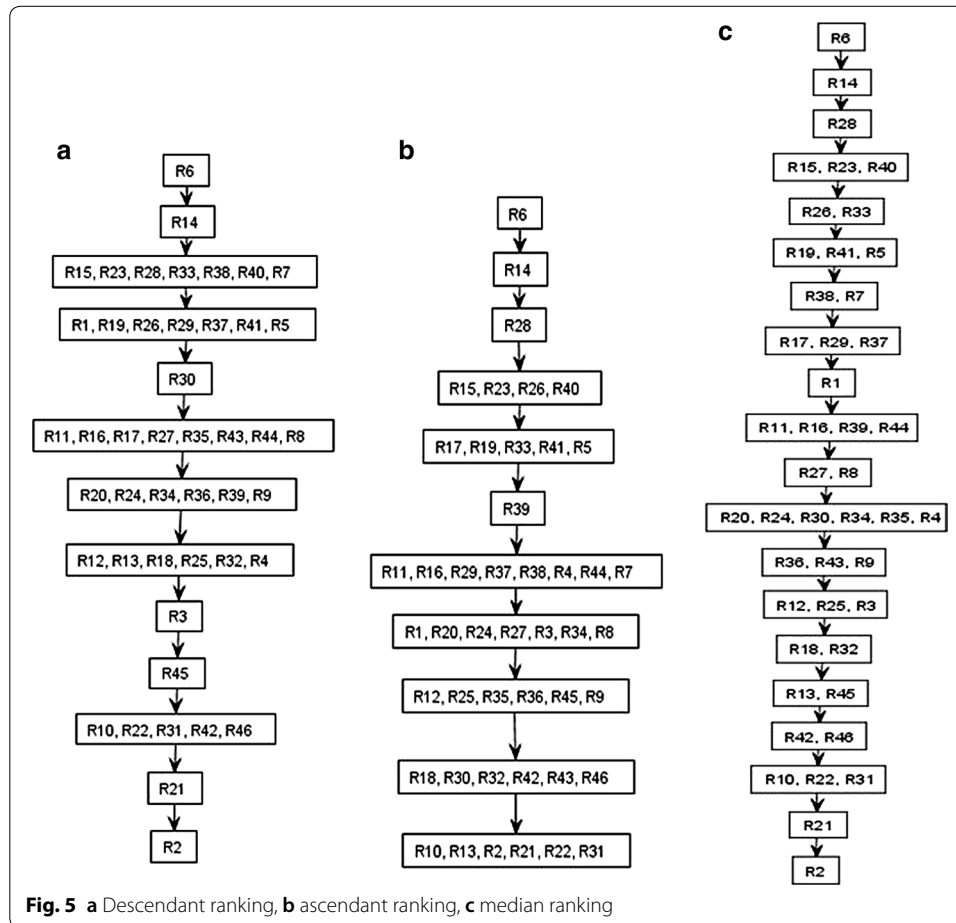 a
R6
R14
R15, R23, R28, R33, R38, R40, R7
R1, R19, R26, R29, R37, R41, R5
R30
R11, R16, R17, R27, R35, R43, R44, R8
R20, R24, R34, R36, R39, R9
R12, R13, R18, R25, R32, R4
R3
R45
R10, R22, R31, R42, R46
R21
R2
b
R6
R14
R28
R15, R23, R26, R40
R17, R19, R33, R41, R5
R39
R11, R16, R29, R37, R38, R4, R44, R7
R1, R20, R24, R27, R3, R34, R8
R12, R25, R35, R36, R45, R9
R18, R30, R32, R42, R43, R46
R10, R13, R2, R21, R22, R31
c
R6
R14
R28
R15, R23, R40
R26, R33
R19, R41, R5
R38, R7
R17, R29, R37
R1
R11, R16, R39, R44
R27, R8
R20, R24, R30, R34, R35, R4
R36, R43, R9
R12, R25, R3
R18, R32
R13, R45
R42, R46
R10, R22, R31
R21
R2
Fig. 5 a Descendant ranking, b ascendant ranking, c median ranking